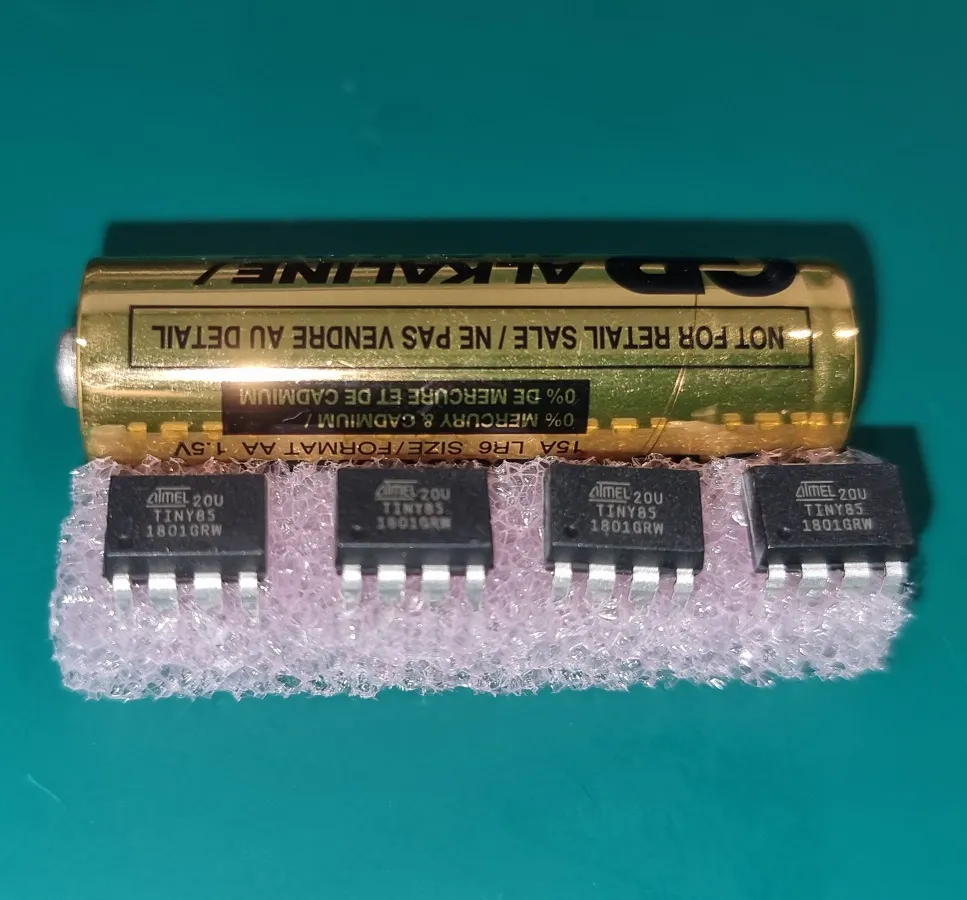 GP ALKALINE/
NOT FOR RETAIL SALE / NE PAS VENDRE AU DETAIL
0% MERCURY & CADMIUM /
0% DE MERCURE ET DE CADMIUM
15A LR6 SIZE/FORMAT AA 1.5V
ATMEL 20U
TINY85
1801GRW
ATMEL 20U
TINY85
1801GRW
ATMEL 20U
TINY85
1801GRW
ATMEL 20U
TINY85
1801GRW